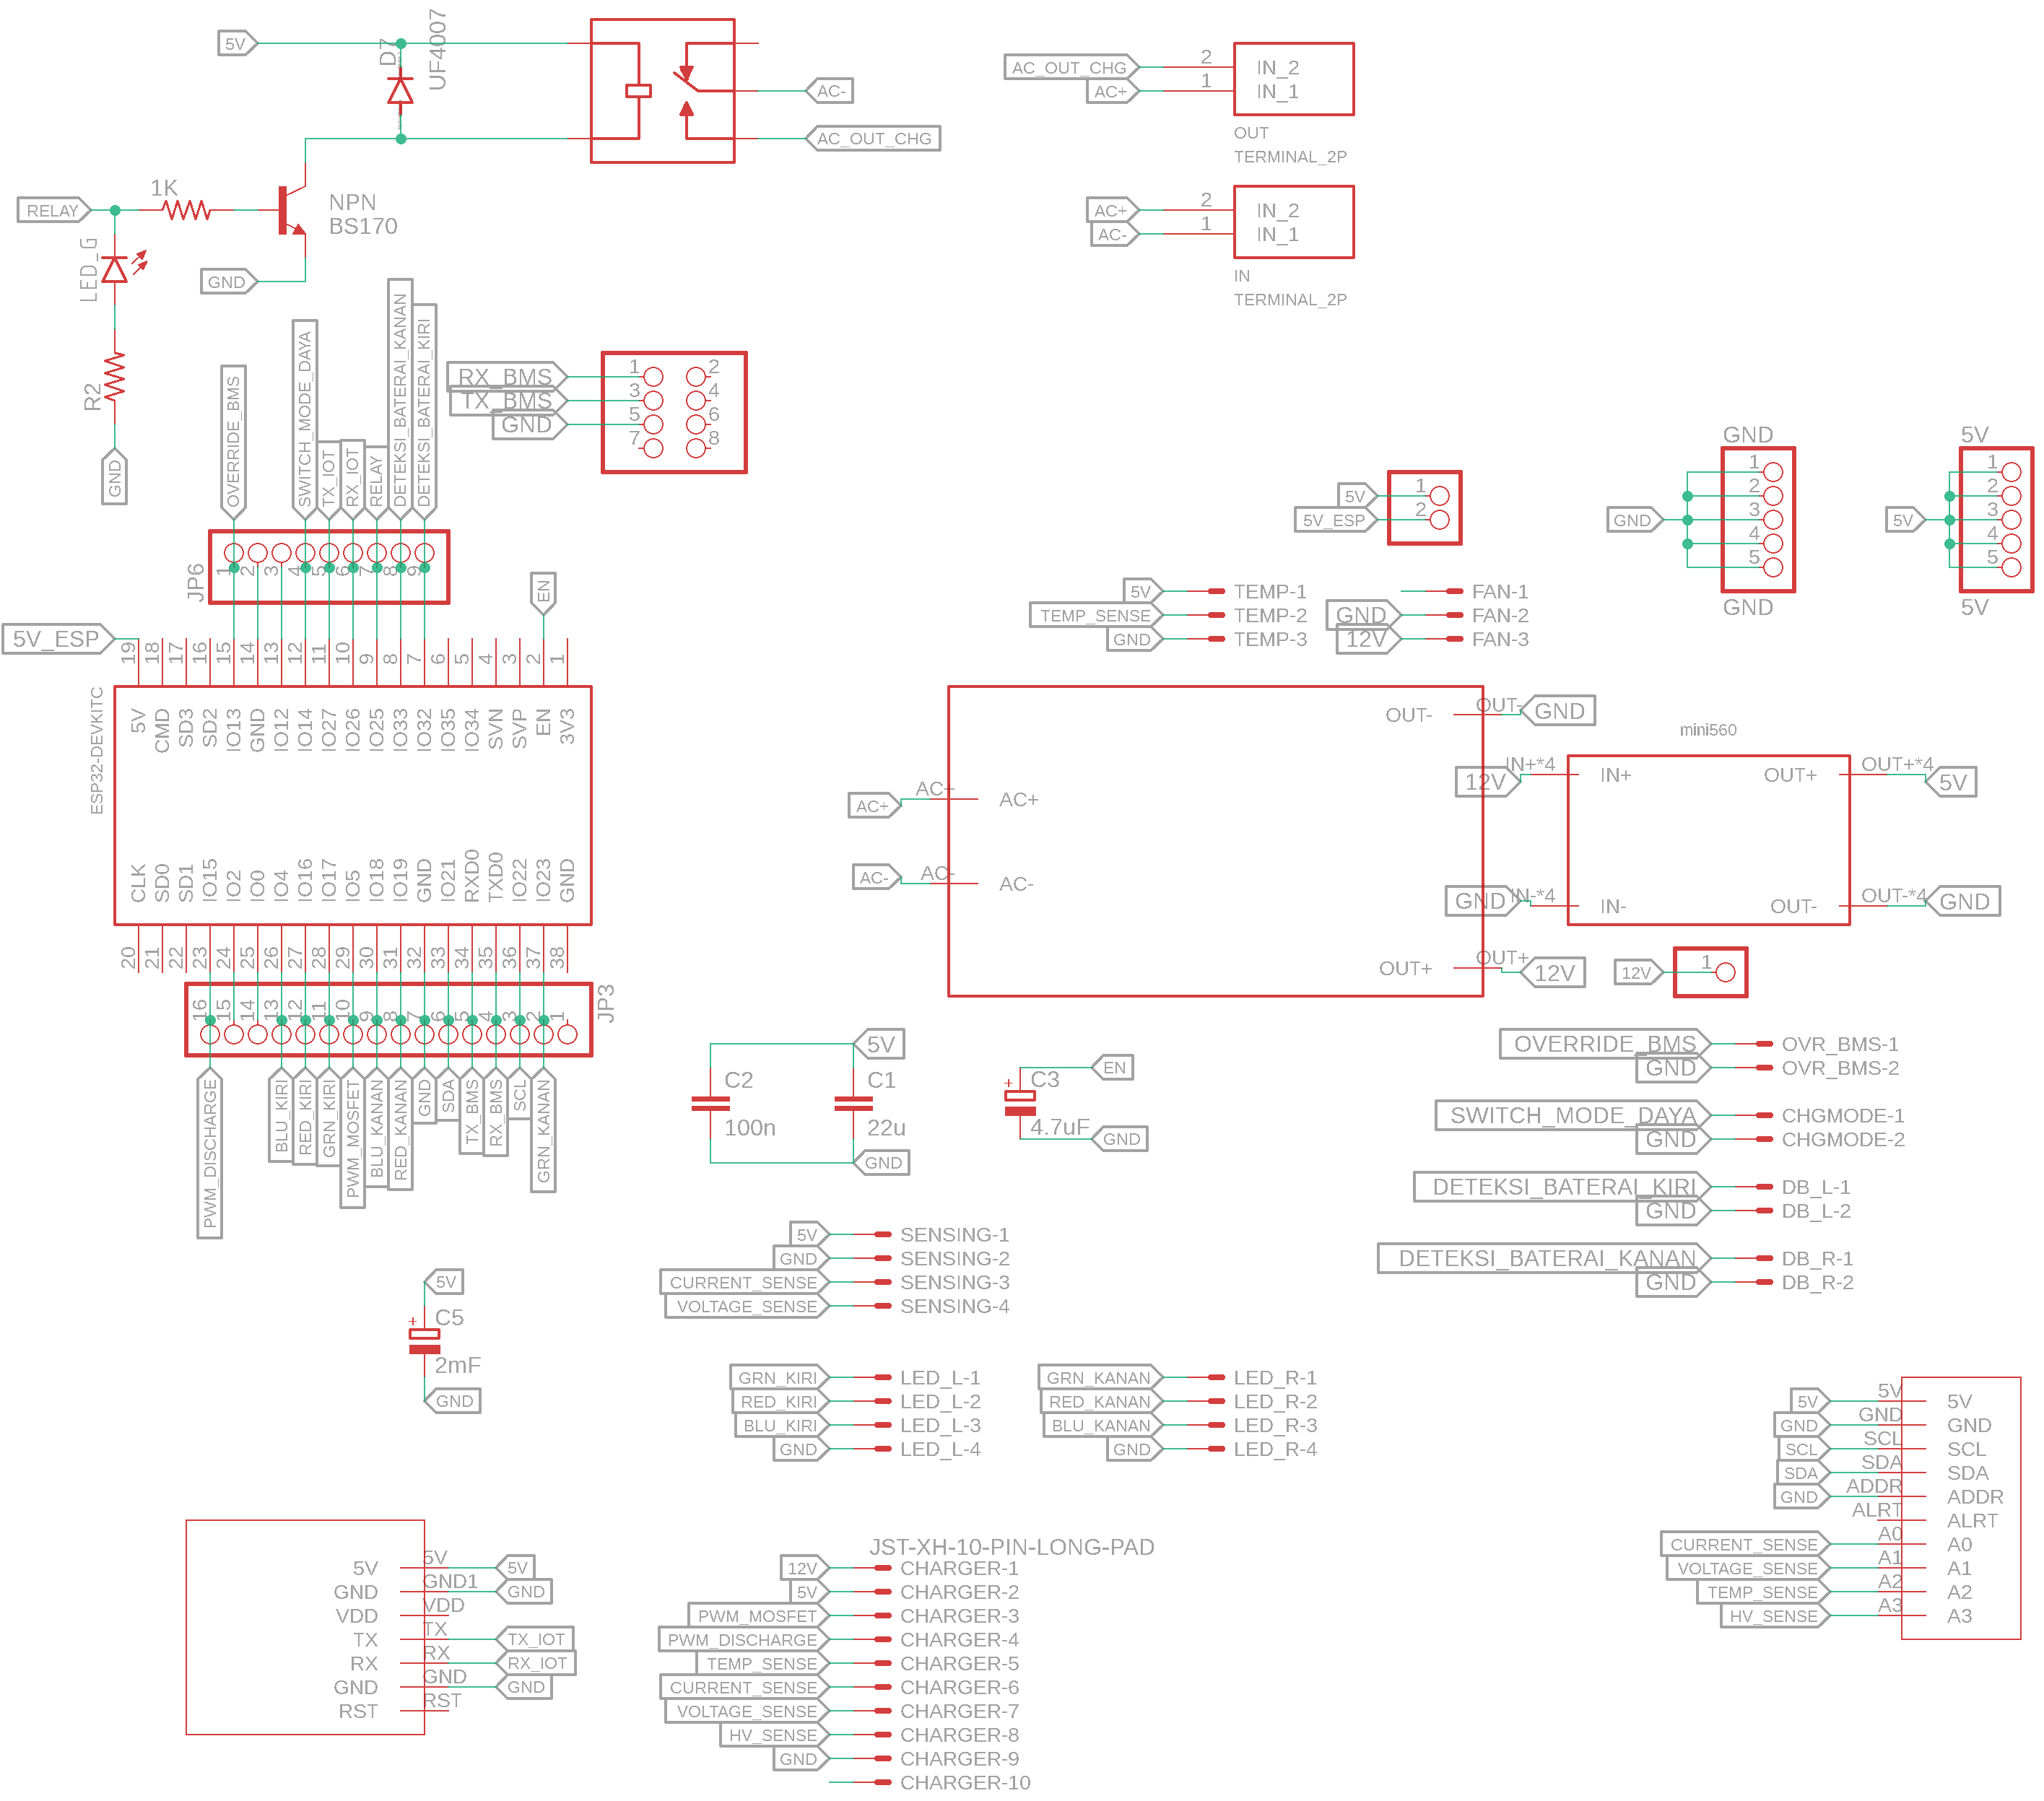 5V
D7
UF4007
AC-
AC_OUT_CHG
AC_OUT_CHG
AC+
2
1
IN_2
IN_1
OUT
TERMINAL_2P
AC+
AC-
2
1
IN_2
IN_1
IN
TERMINAL_2P
RELAY
1K
NPN
BS170
GND
LED_G
R2
GND
OVERRIDE_BMS
SWITCH_MODE_DAYA
TX_IOT
RX_IOT
RELAY
DETEKSI_BATERAI_KANAN
DETEKSI_BATERAI_KIRI
RX_BMS
TX_BMS
GND
1 2
3 4
5 6
7 8
JP6
1 2 3 4 5 6 7 8 9
EN
5V_ESP
19 18 17 16 15 14 13 12 11 10 9 8 7 6 5 4 3 2 1
ESP32-DEVKITC
5V CMD SD3 SD2 IO13 GND IO12 IO14 IO27 IO26 IO25 IO33 IO32 IO35 IO34 SVN SVP EN 3V3
CLK SD0 SD1 IO15 IO2 IO0 IO4 IO16 IO17 IO5 IO18 IO19 GND IO21 RXD0 TXD0 IO22 IO23 GND
20 21 22 23 24 25 26 27 28 29 30 31 32 33 34 35 36 37 38
JP3
16 15 14 13 12 11 10 9 8 7 6 5 4 3 2 1
PWM_DISCHARGE
BLU_KIRI
RED_KIRI
GRN_KIRI
PWM_MOSFET
BLU_KANAN
RED_KANAN
GND
SDA
TX_BMS
RX_BMS
SCL
GRN_KANAN
5V
5V_ESP
1
2
GND
GND
1
2
3
4
5
GND
5V
5V
1
2
3
4
5
5V
5V TEMP-1
TEMP_SENSE TEMP-2
GND TEMP-3
FAN-1
GND FAN-2
12V FAN-3
AC+ AC+ AC+
AC- AC- AC-
OUT- OUT- GND
OUT+ OUT+ 12V
mini560
12V IN+*4 IN+
GND IN-*4 IN-
OUT+ OUT+*4 5V
OUT- OUT-*4 GND
12V 1
5V
C2
100n
C1
22u
GND
EN
C3
+
4.7uF
GND
OVERRIDE_BMS OVR_BMS-1
GND OVR_BMS-2
SWITCH_MODE_DAYA CHGMODE-1
GND CHGMODE-2
DETEKSI_BATERAI_KIRI DB_L-1
GND DB_L-2
DETEKSI_BATERAI_KANAN DB_R-1
GND DB_R-2
5V SENSING-1
GND SENSING-2
CURRENT_SENSE SENSING-3
VOLTAGE_SENSE SENSING-4
5V
C5
+
2mF
GND
GRN_KIRI LED_L-1
RED_KIRI LED_L-2
BLU_KIRI LED_L-3
GND LED_L-4
GRN_KANAN LED_R-1
RED_KANAN LED_R-2
BLU_KANAN LED_R-3
GND LED_R-4
5V 5V 5V
GND GND GND
SCL SCL SCL
SDA SDA SDA
GND ADDR ADDR
ALRT ALRT
CURRENT_SENSE A0 A0
VOLTAGE_SENSE A1 A1
TEMP_SENSE A2 A2
HV_SENSE A3 A3
5V 5V 5V
GND GND1 GND
VDD VDD
TX TX TX_IOT
RX RX RX_IOT
GND GND GND
RST RST
JST-XH-10-PIN-LONG-PAD
12V CHARGER-1
5V CHARGER-2
PWM_MOSFET CHARGER-3
PWM_DISCHARGE CHARGER-4
TEMP_SENSE CHARGER-5
CURRENT_SENSE CHARGER-6
VOLTAGE_SENSE CHARGER-7
HV_SENSE CHARGER-8
GND CHARGER-9
CHARGER-10